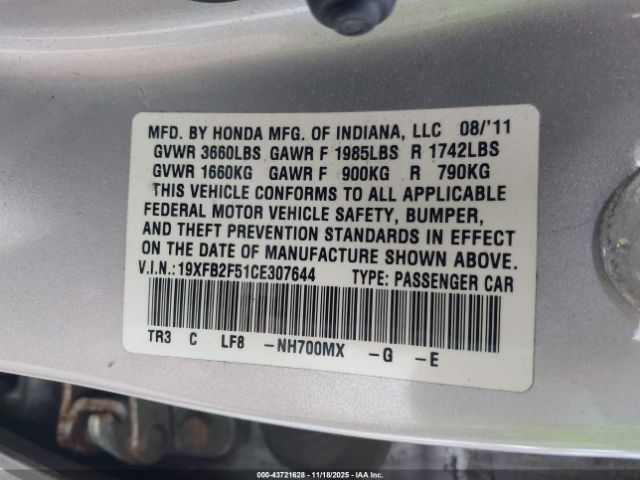 MFD. BY HONDA MFG. OF INDIANA, LLC 08/'11
GVWR 3660LBS GAWR F 1985LBS R 1742LBS
GVWR 1660KG GAWR F 900KG R 790KG
THIS VEHICLE CONFORMS TO ALL APPLICABLE
FEDERAL MOTOR VEHICLE SAFETY, BUMPER,
AND THEFT PREVENTION STANDARDS IN EFFECT
ON THE DATE OF MANUFACTURE SHOWN ABOVE.
V.I.N.:19XFB2F51CE307644 TYPE: PASSENGER CAR
TR3 C LF8 -NH700MX -G -E
000-43721628 - 11/18/2025 - IAA Inc.